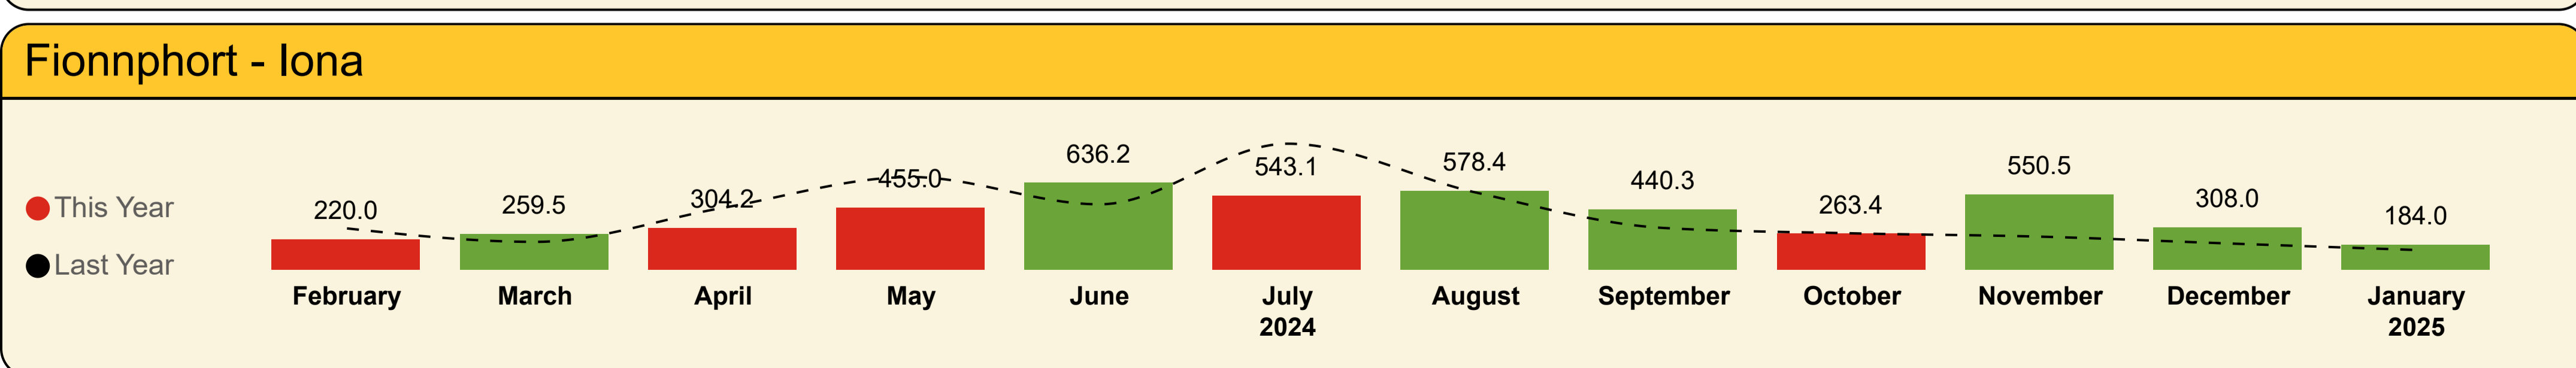 Fionnphort - Iona
This Year
Last Year
220.0
259.5
304.2
455.0
636.2
543.1
578.4
440.3
263.4
550.5
308.0
184.0
February
March
April
May
June
July
August
September
October
November
December
January
2024
2025